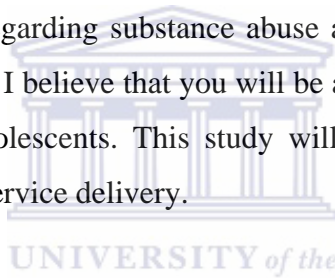 garding substance abuse a
I believe that you will be a
olescents. This study will
ervice delivery.
UNIVERSITY of the